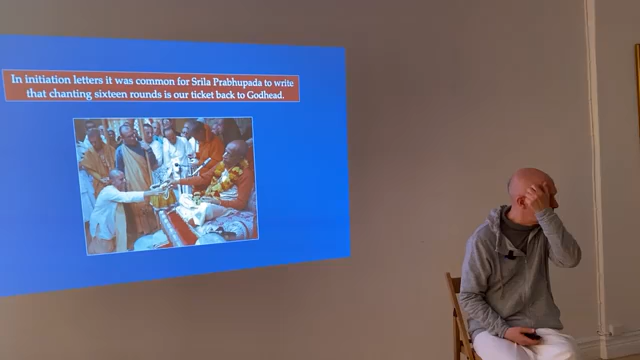 In initiation letters it was common for Srila Prabhupada to write
that chanting sixteen rounds is our ticket back to Godhead.